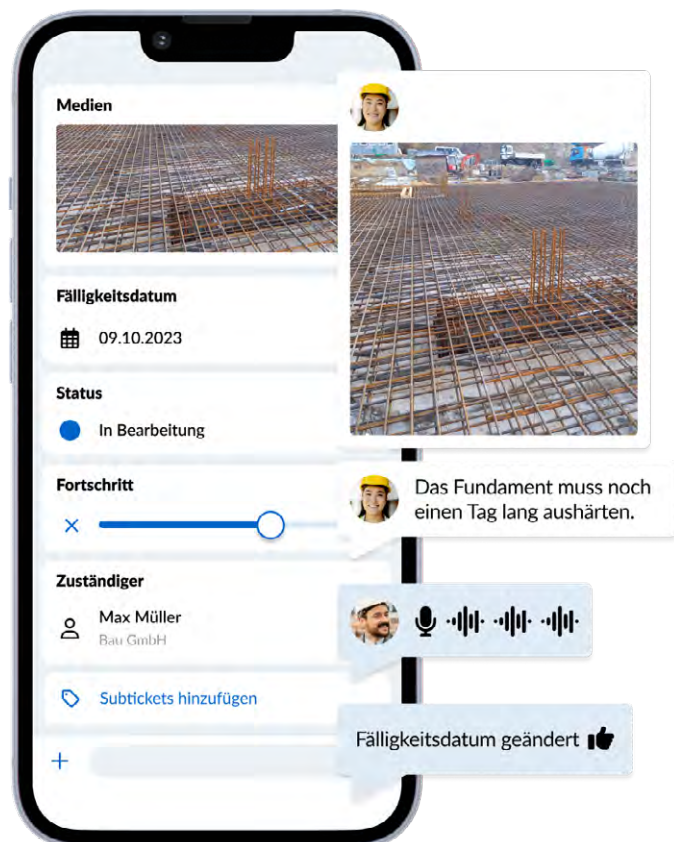 Medien
Fälligkeitsdatum
09.10.2023
Status
In Bearbeitung
Fortschritt
Zuständiger
Max Müller
Bau GmbH
Subtickets hinzufügen
Das Fundament muss noch
einen Tag lang aushärten.
Fälligkeitsdatum geändert